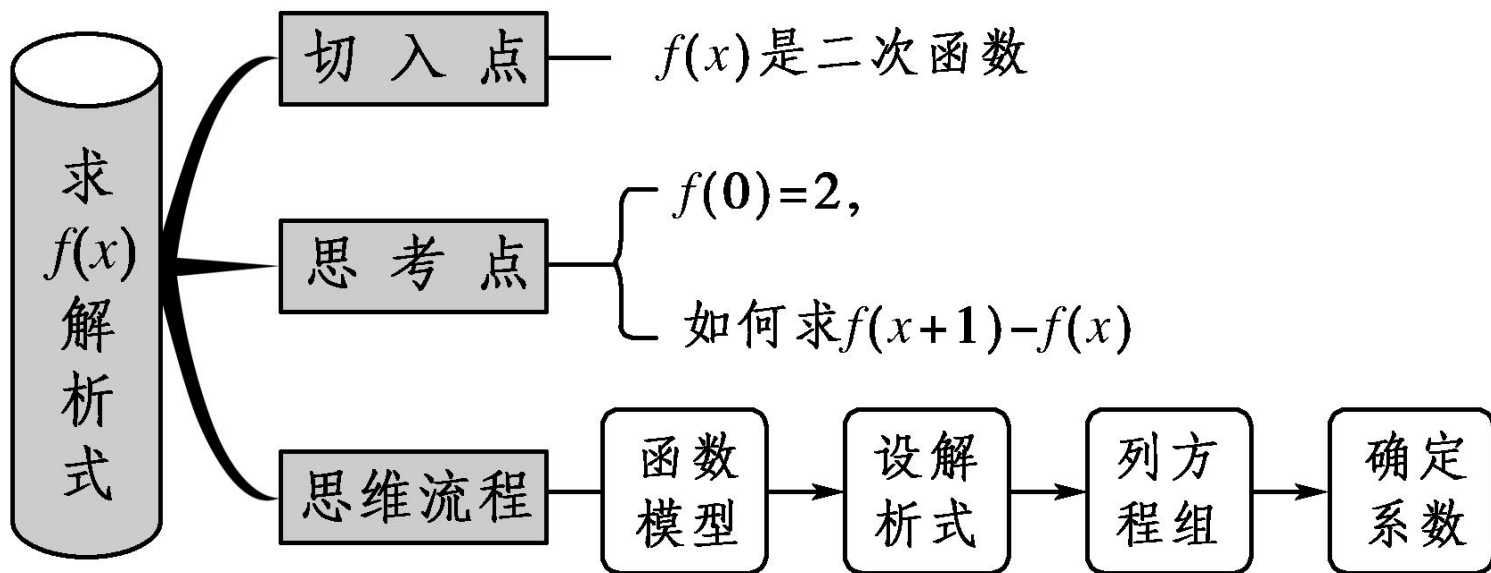 求
f(x)
解
析
式
切入点
f(x)是二次函数
思考点
f(0)=2,
如何求f(x+1)-f(x)
思维流程
函数
模型
设解
析式
列方
程组
确定
系数